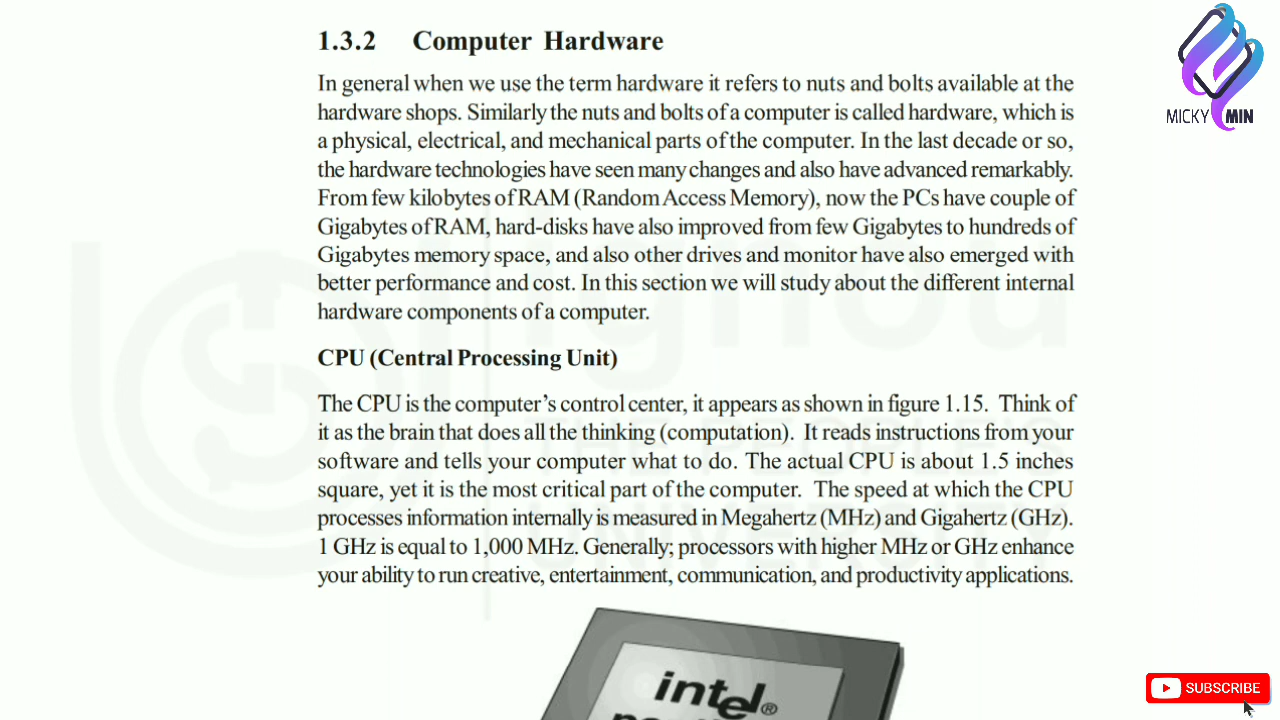 1.3.2 Computer Hardware
In general when we use the term hardware it refers to nuts and bolts available at the
hardware shops. Similarly the nuts and bolts of a computer is called hardware, which is
a physical, electrical, and mechanical parts of the computer. In the last decade or so,
the hardware technologies have seen many changes and also have advanced remarkably.
From few kilobytes of RAM (Random Access Memory), now the PCs have couple of
Gigabytes of RAM, hard-disks have also improved from few Gigabytes to hundreds of
Gigabytes memory space, and also other drives and monitor have also emerged with
better performance and cost. In this section we will study about the different internal
hardware components of a computer.
CPU (Central Processing Unit)
The CPU is the computer's control center, it appears as shown in figure 1.15. Think of
it as the brain that does all the thinking (computation). It reads instructions from your
software and tells your computer what to do. The actual CPU is about 1.5 inches
square, yet it is the most critical part of the computer. The speed at which the CPU
processes information internally is measured in Megahertz (MHz) and Gigahertz (GHz).
1 GHz is equal to 1,000 MHz. Generally; processors with higher MHz or GHz enhance
your ability to run creative, entertainment, communication, and productivity applications.
intel®
MICKY MIN
SUBSCRIBE
ignou
THE PEOPLE'S
UNIVERSITY